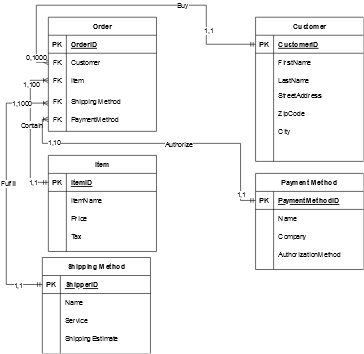 Buy
Order
PK OrderID
FK Customer
FK Item
FK Shipping Method
FK PaymentMethod
Customer
PK CustomerID
FirstName
LastName
StreetAddress
ZipCode
City
1,1
0,1000
1,100
1,1000
Contain
1,10
Authorize
Fulfill
1,1
Item
PK ItemID
ItemName
Price
Tax
1,1
Payment Method
PK PaymentMethodID
Name
Company
AuthorizationMethod
Shipping Method
PK ShipperID
Name
Service
Shipping Estimate
1,1